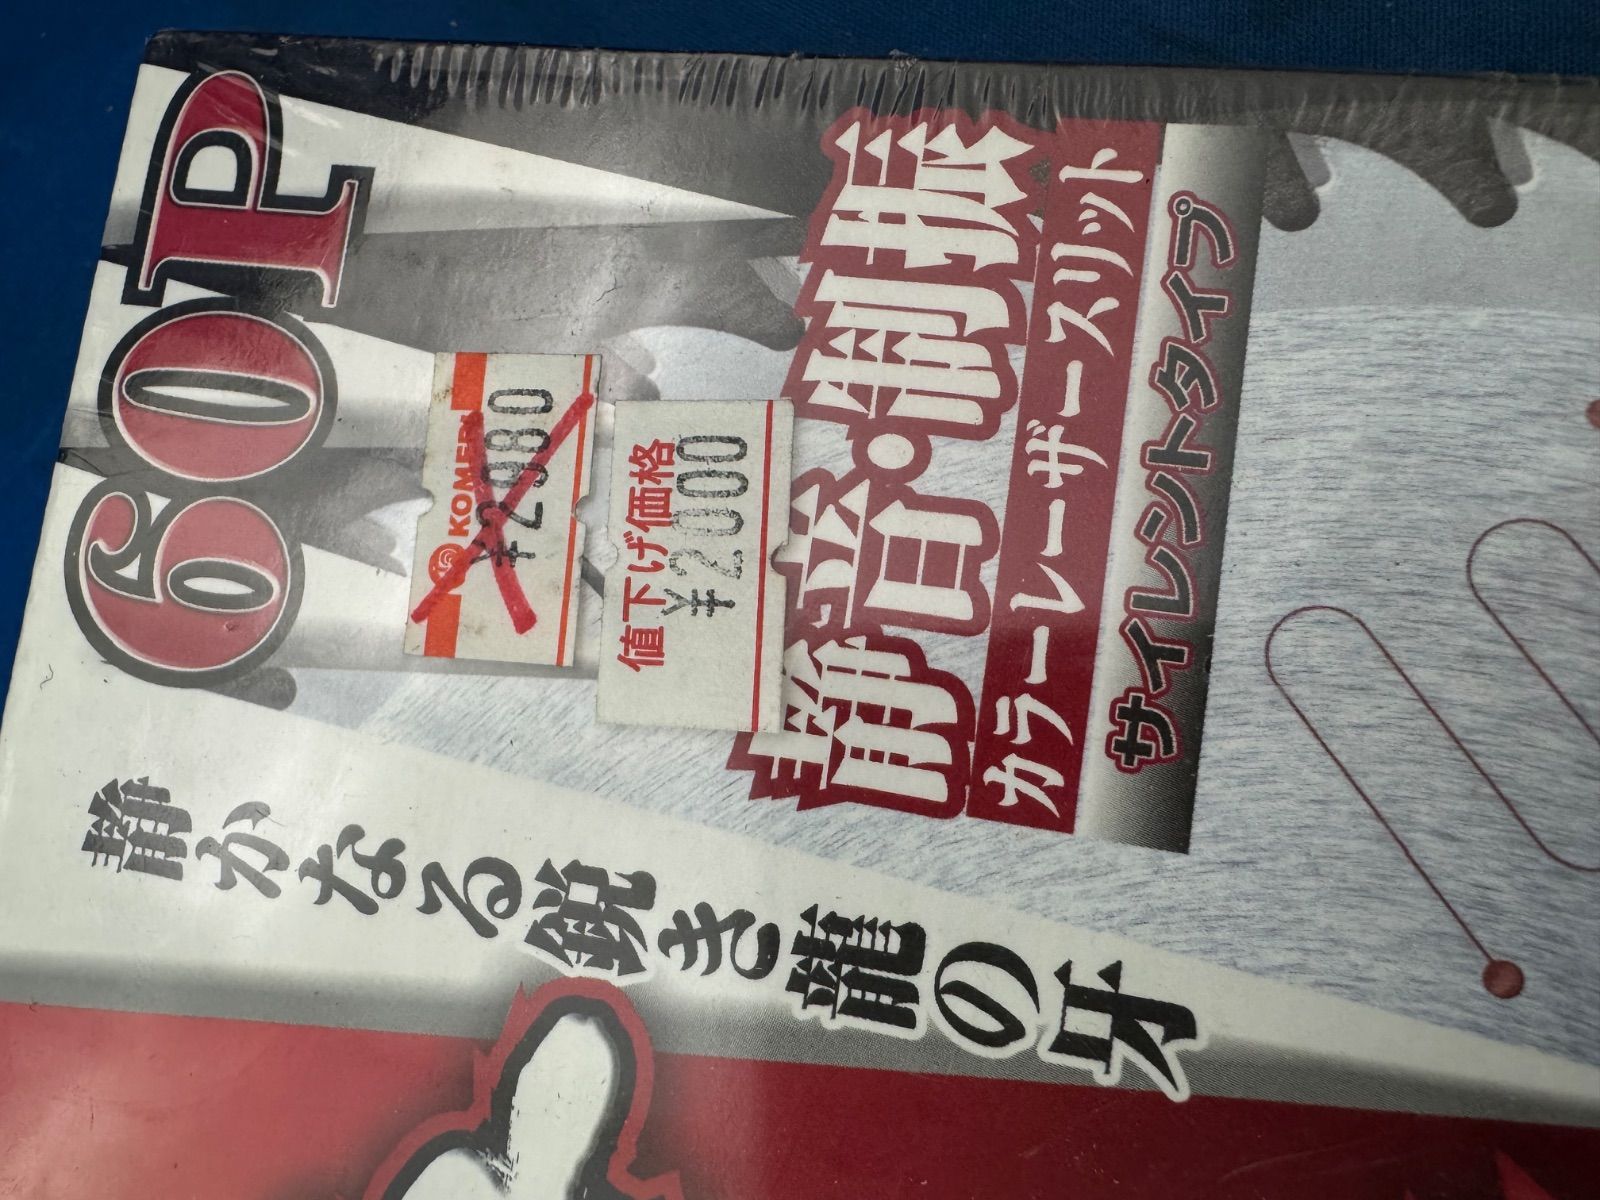 60P
KOMERI
¥2980
値下げ価格
¥2000
静音・制振
カラーレーザースリット
サイレントタイプ
静かなる鋭き龍の牙